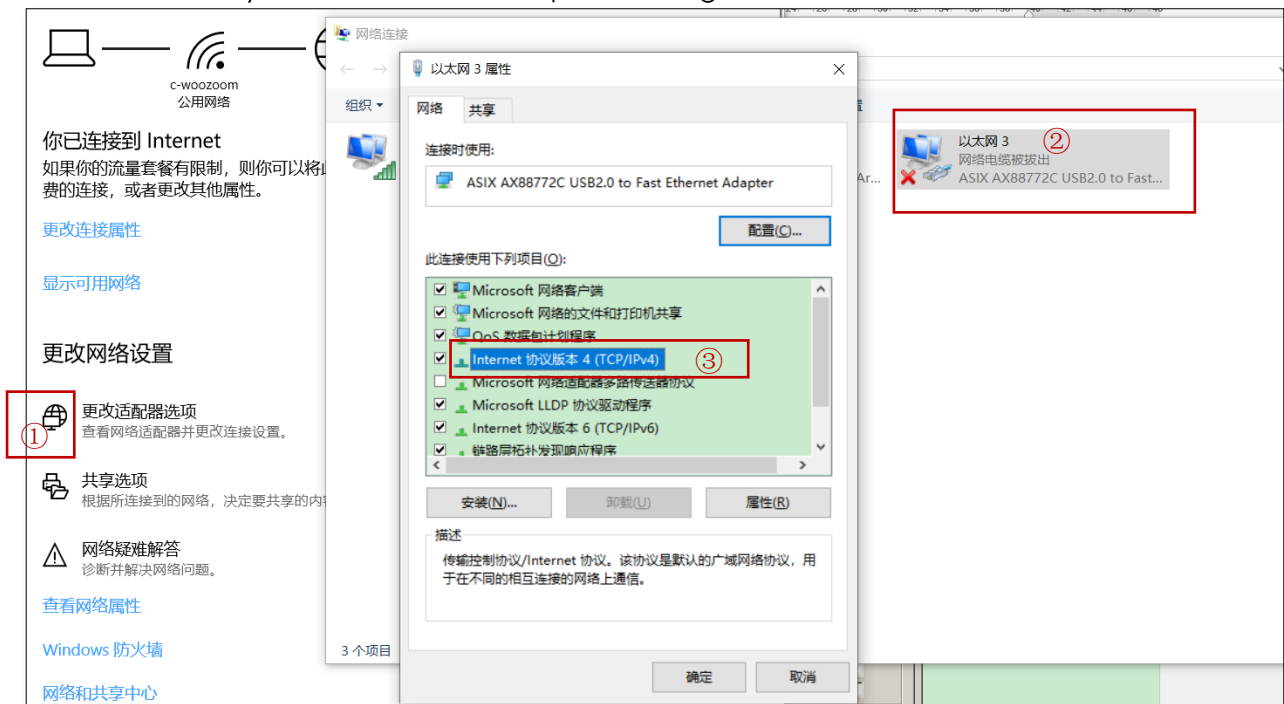 c-woozoom
公用网络
你已连接到 Internet
如果你的流量套餐有限制，则你可以将
费的连接，或者更改其他属性。
更改连接属性
显示可用网络
更改网络设置
①
更改适配器选项
查看网络适配器并更改连接设置。
共享选项
根据所连接到的网络，决定要共享的内
网络疑难解答
诊断并解决网络问题。
查看网络属性
Windows 防火墙
网络和共享中心
网络连接
组织
3 个项目
以太网 3 属性
网络
共享
连接时使用:
ASIX AX88772C USB2.0 to Fast Ethernet Adapter
配置(C)...
此连接使用下列项目(O):
Microsoft 网络客户端
Microsoft 网络的文件和打印机共享
QoS 数据包计划程序
Internet 协议版本 4 (TCP/IPv4)
③
Microsoft 网络适配器多路传送器协议
Microsoft LLDP 协议驱动程序
Internet 协议版本 6 (TCP/IPv6)
链路层拓扑发现响应程序
安装(N)...
卸载(U)
属性(R)
描述
传输控制协议/Internet 协议。该协议是默认的广域网络协议，用
于在不同的相互连接的网络上通信。
确定
取消
Ar...
以太网 3
②
网络电缆被拔出
ASIX AX88772C USB2.0 to Fast...